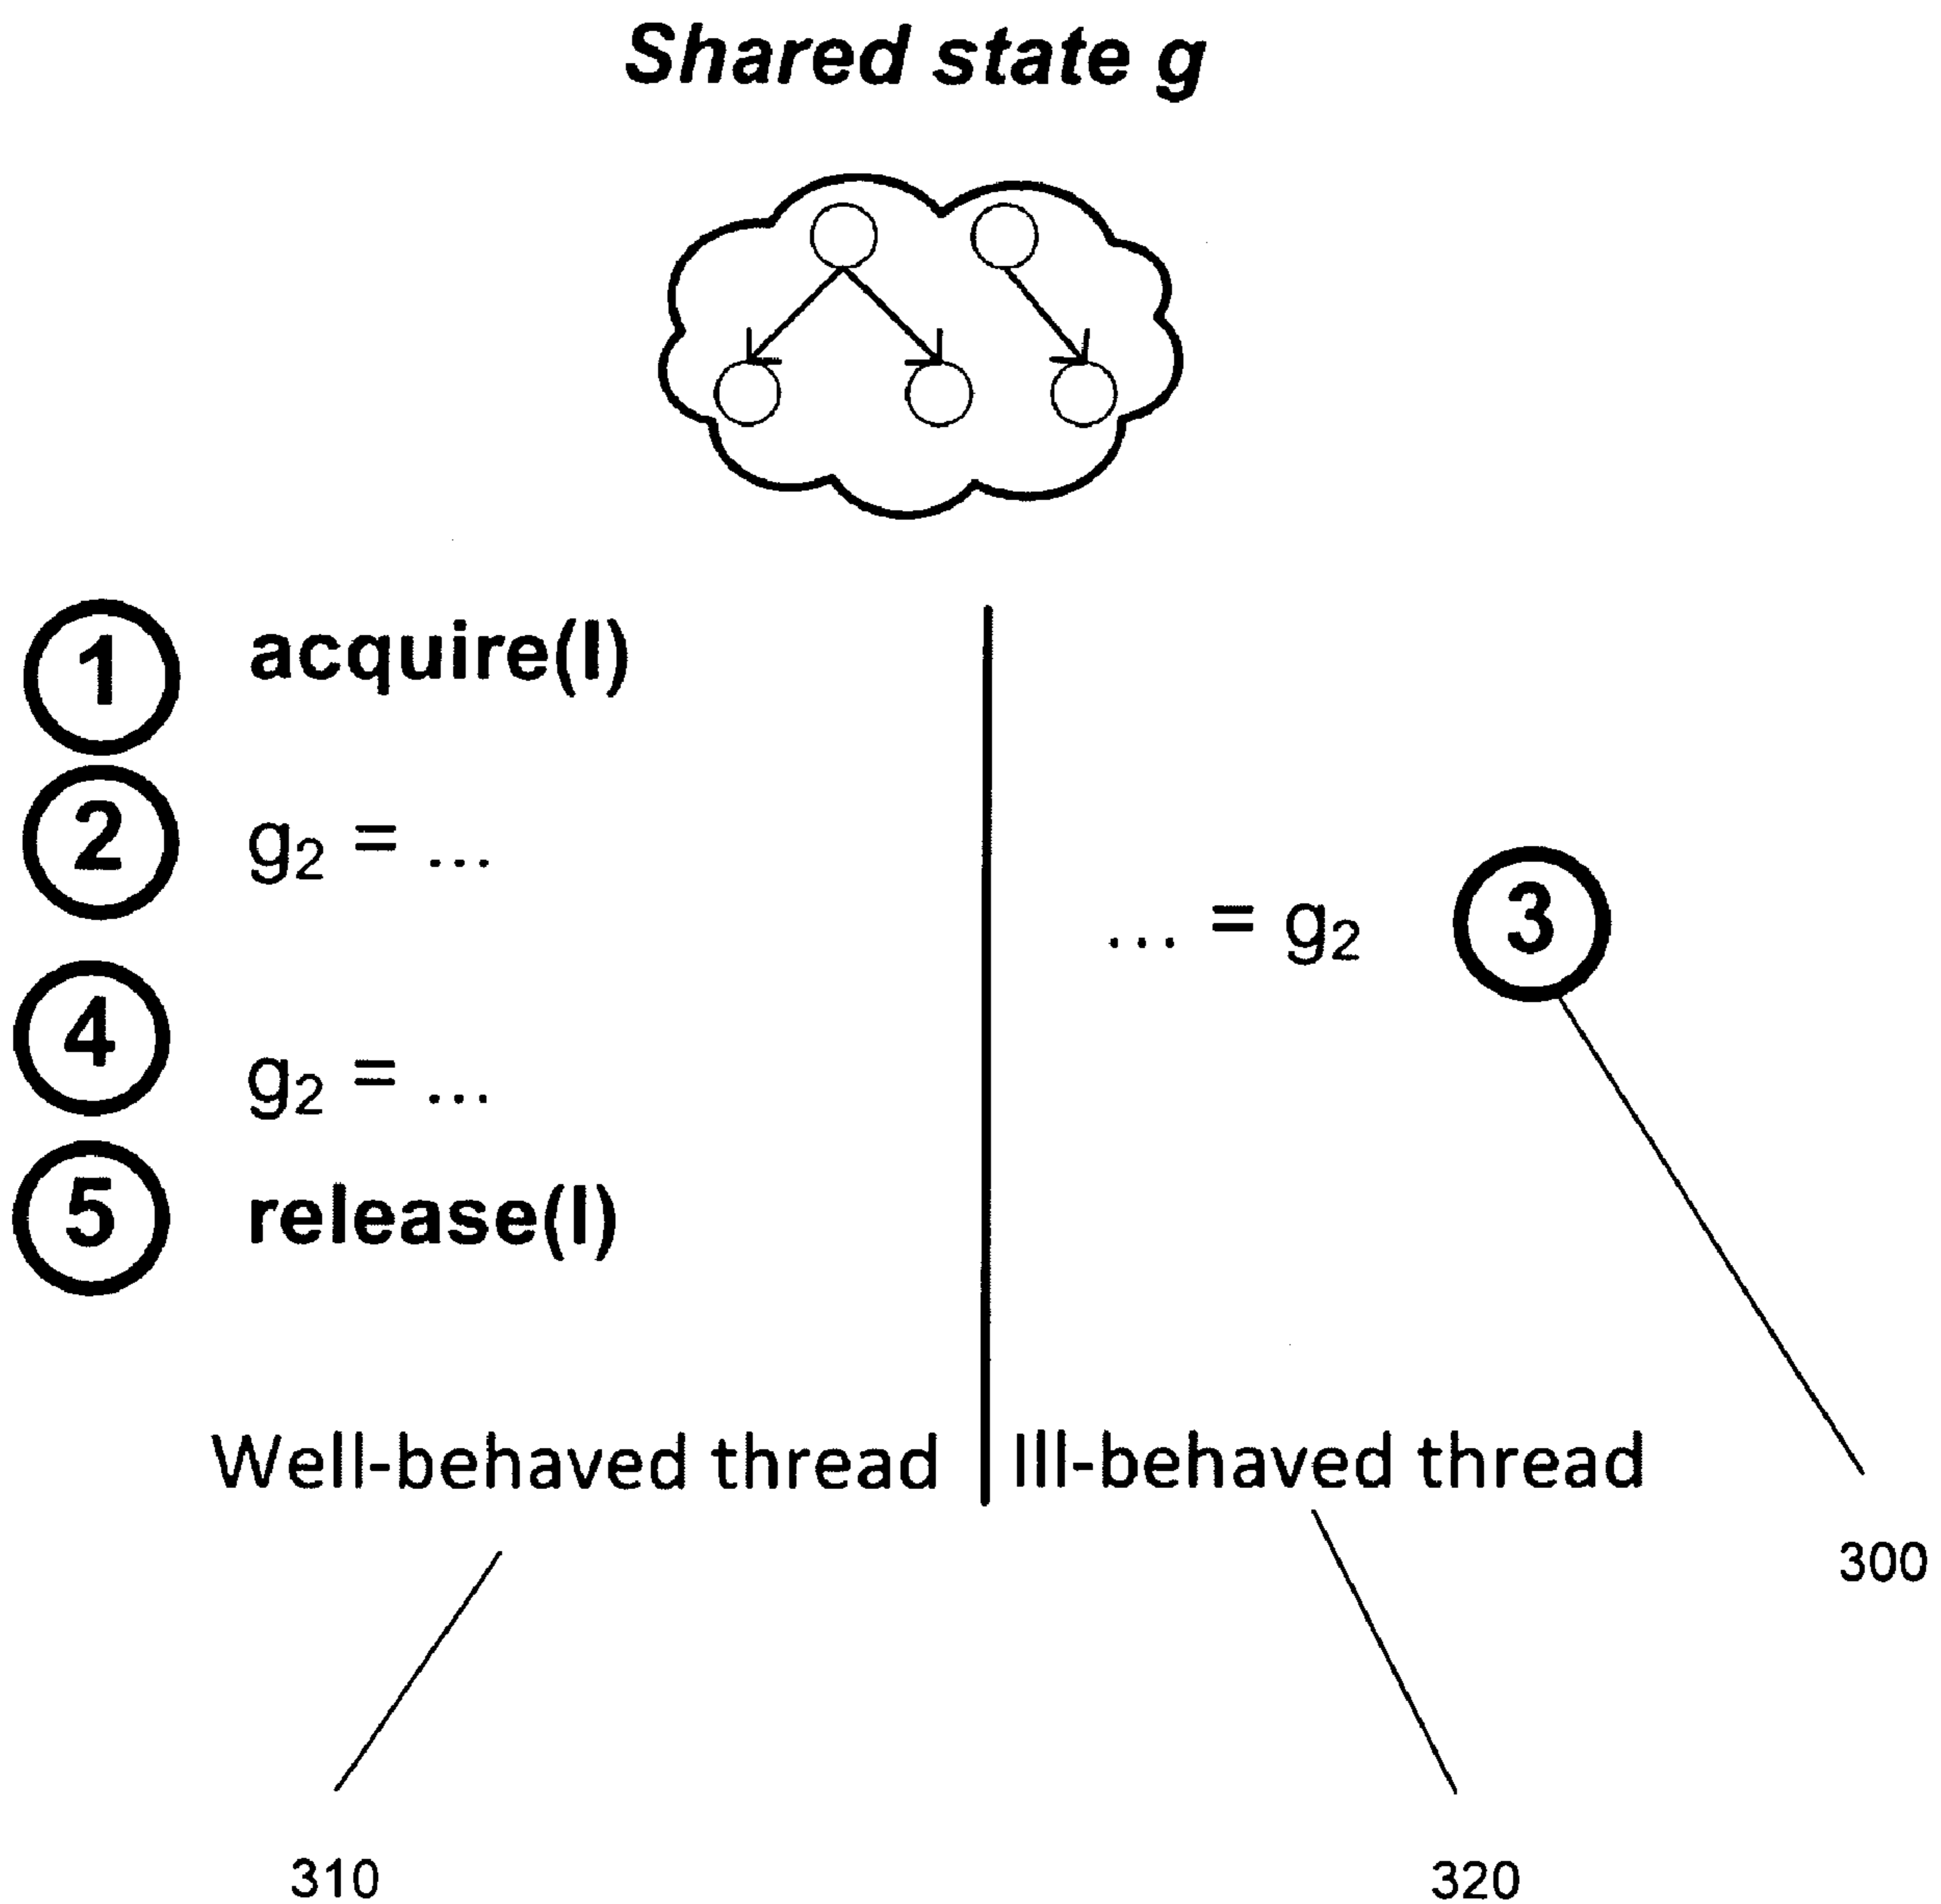 Shared state g
1 acquire(l)
2 g₂ = ...
... = g₂ 3
4 g₂ = ...
5 release(l)
Well-behaved thread
Ill-behaved thread
300
310
320